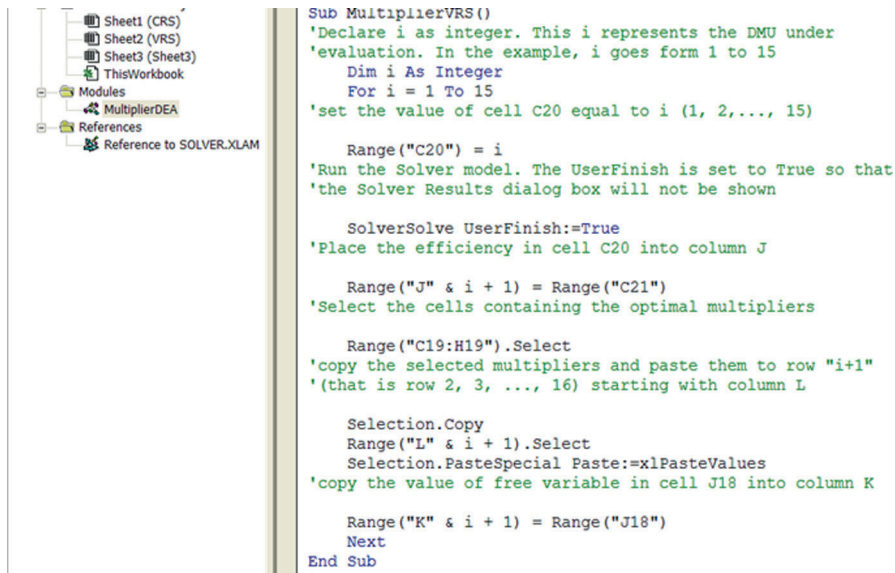 Sheet1 (CRS)
Sheet2 (VRS)
Sheet3 (Sheet3)
ThisWorkbook
Modules
MultiplierDEA
References
Reference to SOLVER.XLAM
Sub MultiplierVRS()
'Declare i as integer. This i represents the DMU under
'evaluation. In the example, i goes form 1 to 15
Dim i As Integer
For i = 1 To 15
'set the value of cell C20 equal to i (1, 2,..., 15)
Range("C20") = i
'Run the Solver model. The UserFinish is set to True so that
'the Solver Results dialog box will not be shown
SolverSolve UserFinish:=True
'Place the efficiency in cell C20 into column J
Range("J" & i + 1) = Range("C21")
'Select the cells containing the optimal multipliers
Range("C19:H19").Select
'copy the selected multipliers and paste them to row "i+1"
'(that is row 2, 3, ..., 16) starting with column L
Selection.Copy
Range("L" & i + 1).Select
Selection.PasteSpecial Paste:=xlPasteValues
'copy the value of free variable in cell J18 into column K
Range("K" & i + 1) = Range("J18")
Next
End Sub